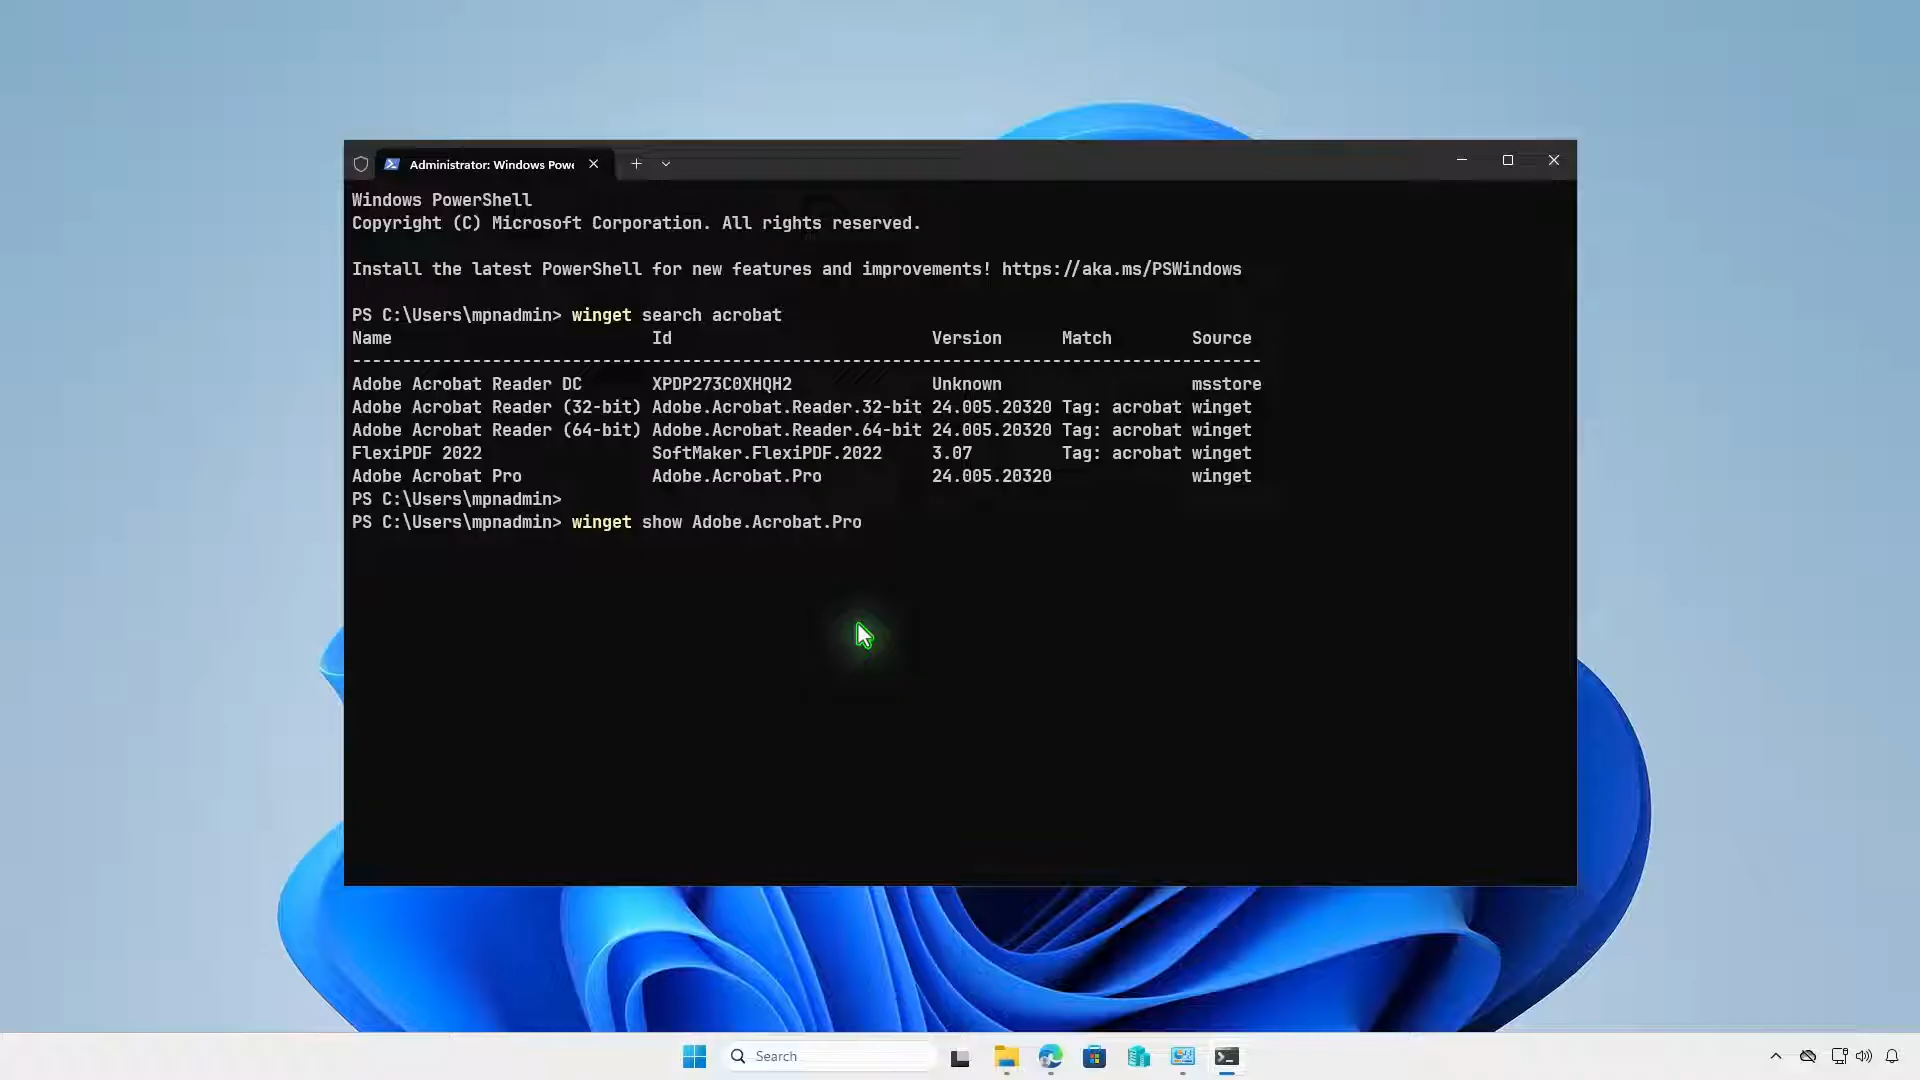 Administrator: Windows Powe
Windows PowerShell
Copyright (C) Microsoft Corporation. All rights reserved.
Install the latest PowerShell for new features and improvements! https://aka.ms/PSWindows
PS C:\Users\mpnadmin> winget search acrobat
Name Id Version Match Source
-------------------------------------------------------------------------------------------
Adobe Acrobat Reader DC XPDP273C0XHQH2 Unknown msstore
Adobe Acrobat Reader (32-bit) Adobe.Acrobat.Reader.32-bit 24.005.20320 Tag: acrobat winget
Adobe Acrobat Reader (64-bit) Adobe.Acrobat.Reader.64-bit 24.005.20320 Tag: acrobat winget
FlexiPDF 2022 SoftMaker.FlexiPDF.2022 3.07 Tag: acrobat winget
Adobe Acrobat Pro Adobe.Acrobat.Pro 24.005.20320 winget
PS C:\Users\mpnadmin>
PS C:\Users\mpnadmin> winget show Adobe.Acrobat.Pro
Search